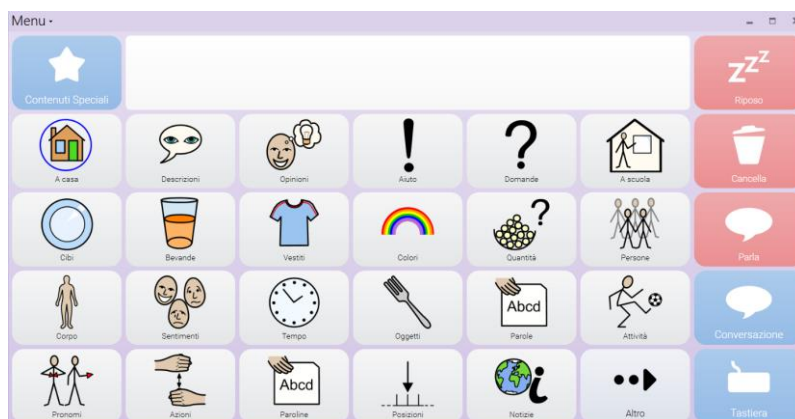 Menu
Contenuti Speciali
zzz
Riposo
A casa
Descrizioni
Opinioni
!
Aiuto
?
Domande
A scuola
Cancella
Cibi
Bevande
Vestiti
Colori
?
Quantità
Persone
Parla
Corpo
Sentimenti
Tempo
Oggetti
Abcd
Parole
Attività
Conversazione
Pronomi
Azioni
Abcd
Paroline
Posizioni
i
Notizie
Altro
Tastiera